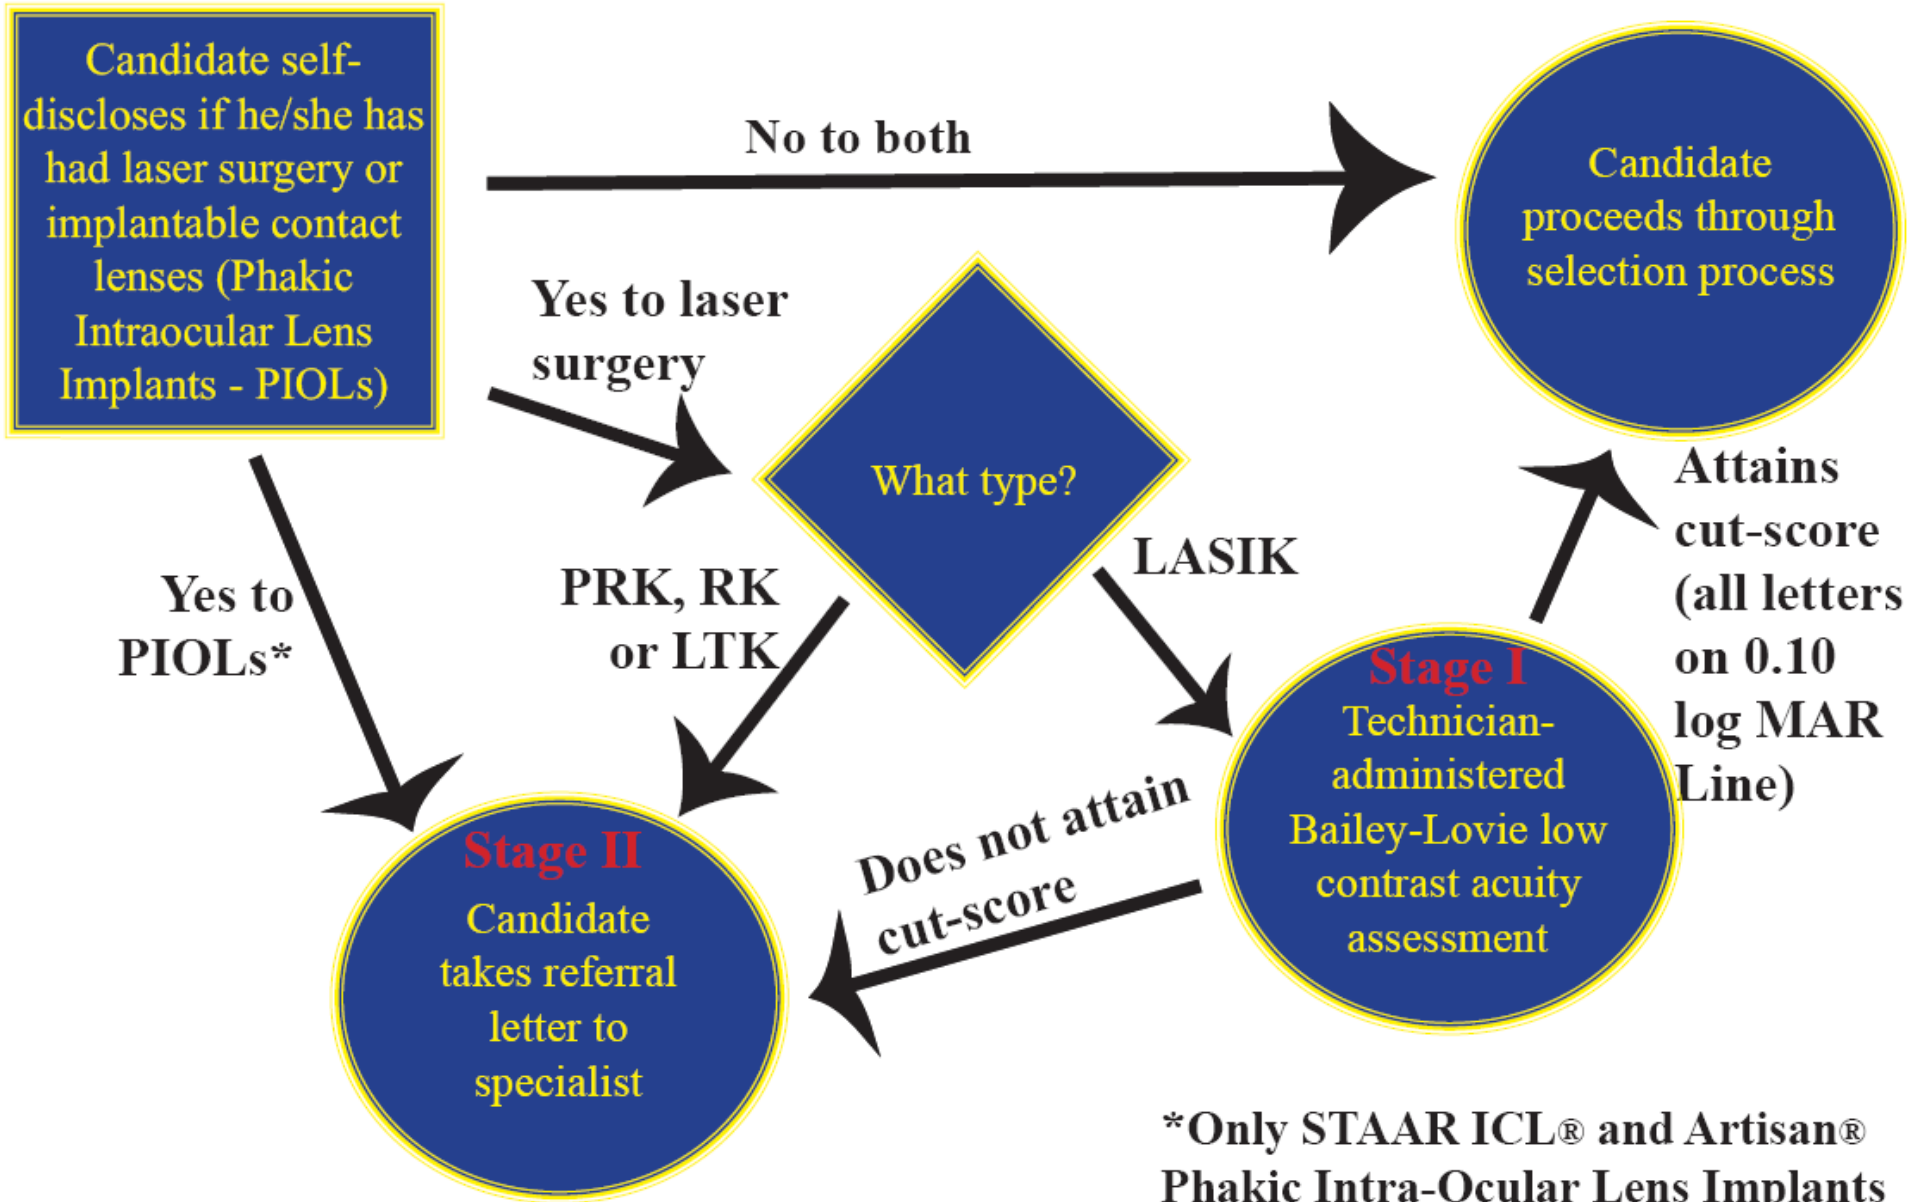 Candidate self-
discloses if he/she has
had laser surgery or
implantable contact
lenses (Phakic
Intraocular Lens
Implants - PIOLs)
No to both
Candidate
proceeds through
selection process
Yes to laser
surgery
What type?
Attains
cut-score
(all letters
on 0.10
log MAR
Line)
Yes to
PIOLs*
PRK, RK
or LTK
LASIK
Stage I
Technician-
administered
Bailey-Lovie low
contrast acuity
assessment
Does not attain
cut-score
Stage II
Candidate
takes referral
letter to
specialist
*Only STAAR ICL® and Artisan®
Phakic Intra-Ocular Lens Implants